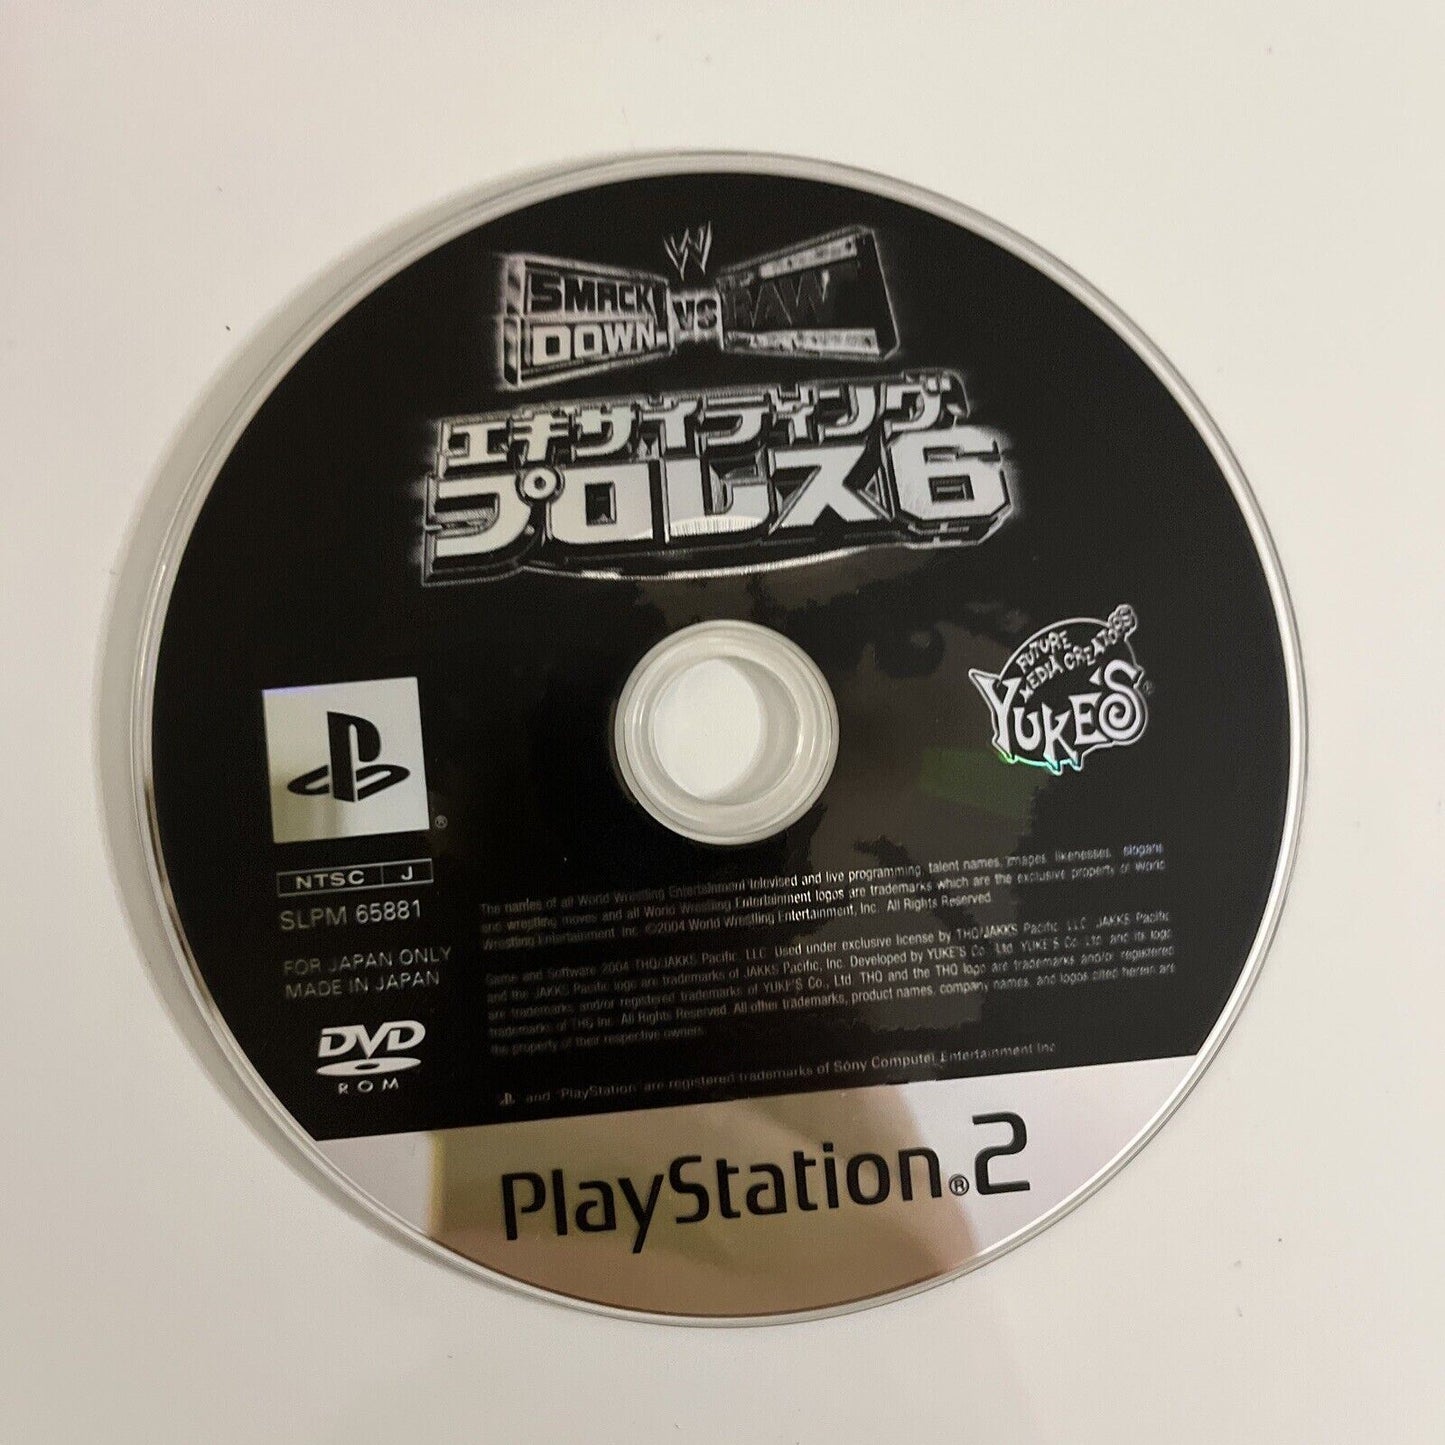 W
SMACK DOWN! VS RAW
エキサイティング
プロレス6
FUTURE
MEDIA CREATORS
YUKE'S®
®
NTSC J
SLPM 65881
FOR JAPAN ONLY
MADE IN JAPAN
DVD
ROM
The names of all World Wrestling Entertainment televised and live programming, talent names, images, likenesses, slogans
and wrestling moves and all World Wrestling Entertainment logos are trademarks which are the exclusive property of World
Wrestling Entertainment Inc. ©2004 World Wrestling Entertainment, Inc. All Rights Reserved.
Game and Software 2004 THQ/JAKKS Pacific, LLC. Used under exclusive license by THQ/JAKKS Pacific, LLC. JAKKS Pacific
and the JAKKS Pacific logo are trademarks of JAKKS Pacific, Inc. Developed by YUKE'S Co., Ltd. YUKE'S Co., Ltd. and its logo
are trademarks and/or registered trademarks of YUKE'S Co., Ltd. THQ and the THQ logo are trademarks and/or registered
trademarks of THQ Inc. All Rights Reserved. All other trademarks, product names, company names, and logos cited herein are
the property of their respective owners.
and "PlayStation" are registered trademarks of Sony Computer Entertainment Inc.
PlayStation®2